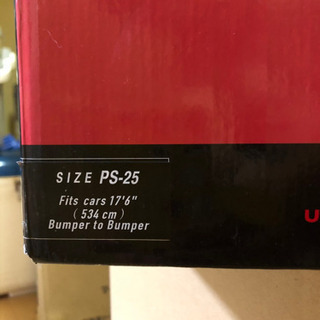 SIZE PS-25
Fits cars 17'6"
(534 cm)
Bumper to Bumper
U